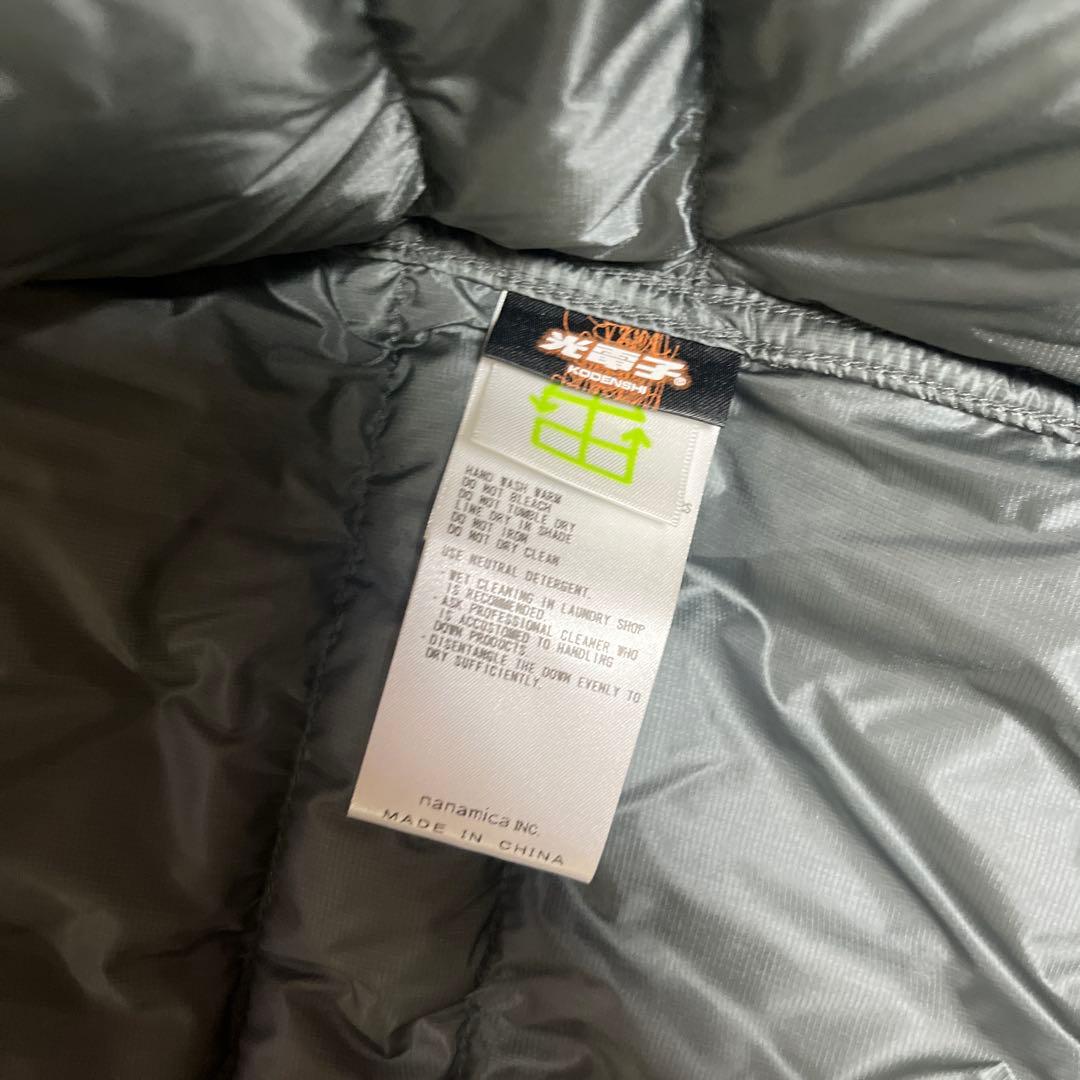 光電子®
KODENSHI
HAND WASH WARM
DO NOT BLEACH
DO NOT TUMBLE DRY
LINE DRY IN SHADE
DO NOT IRON
DO NOT DRY CLEAN
USE NEUTRAL DETERGENT.
・WET CLEANING IN LAUNDRY SHOP
IS RECOMMENDED
・ASK PROFESSIONAL CLEANER WHO
IS ACCUSTOMED TO HANDLING
DOWN PRODUCTS
・DISENTANGLE THE DOWN EVENLY TO
DRY SUFFICIENTLY.
nanamica INC.
MADE IN CHINA